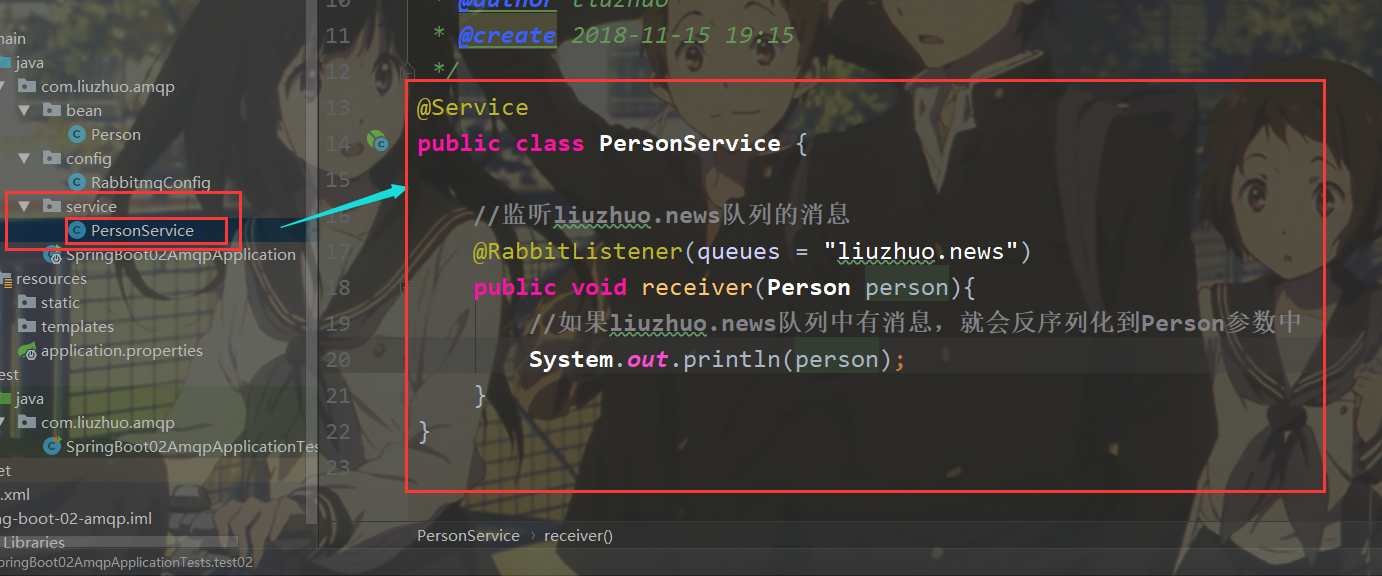 main
java
com.liuzhuo.amqp
bean
Person
config
RabbitmqConfig
service
PersonService
SpringBoot02AmqpApplication
resources
static
templates
application.properties
est
java
com.liuzhuo.amqp
SpringBoot02AmqpApplicationTes
et
.xml
ng-boot-02-amqp.iml
Libraries
pringBoot02AmqpApplicationTests.test02
10 * @author liuzhuo
11 * @create 2018-11-15 19:15
12 */
13 @Service
14 public class PersonService {
15
16 //监听liuzhuo.news队列的消息
17 @RabbitListener(queues = "liuzhuo.news")
18 public void receiver(Person person){
19 //如果liuzhuo.news队列中有消息，就会反序列化到Person参数中
20 System.out.println(person);
21 }
22 }
23
PersonService › receiver()